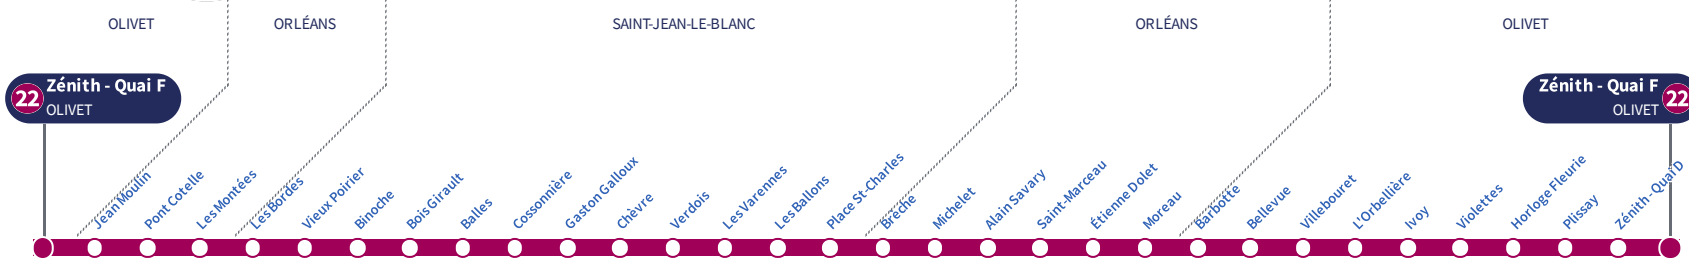 OLIVET
ORLÉANS
SAINT-JEAN-LE-BLANC
ORLÉANS
OLIVET
22
Zénith - Quai F
OLIVET
Zénith - Quai F
OLIVET
22
Jean Moulin
Pont Cotelle
Les Montées
Les Bordes
Vieux Poirier
Binoche
Bois Girault
Balles
Cossonnière
Gaston Galloux
Chèvre
Verdois
Les Varennes
Les Ballons
Place St-Charles
Brèche
Michelet
Alain Savary
Saint-Marceau
Étienne Dolet
Moreau
Barbotte
Bellevue
Villebouret
L'Orbellière
Ivoy
Violettes
Horloge Fleurie
Plissay
Zénith - Quai D